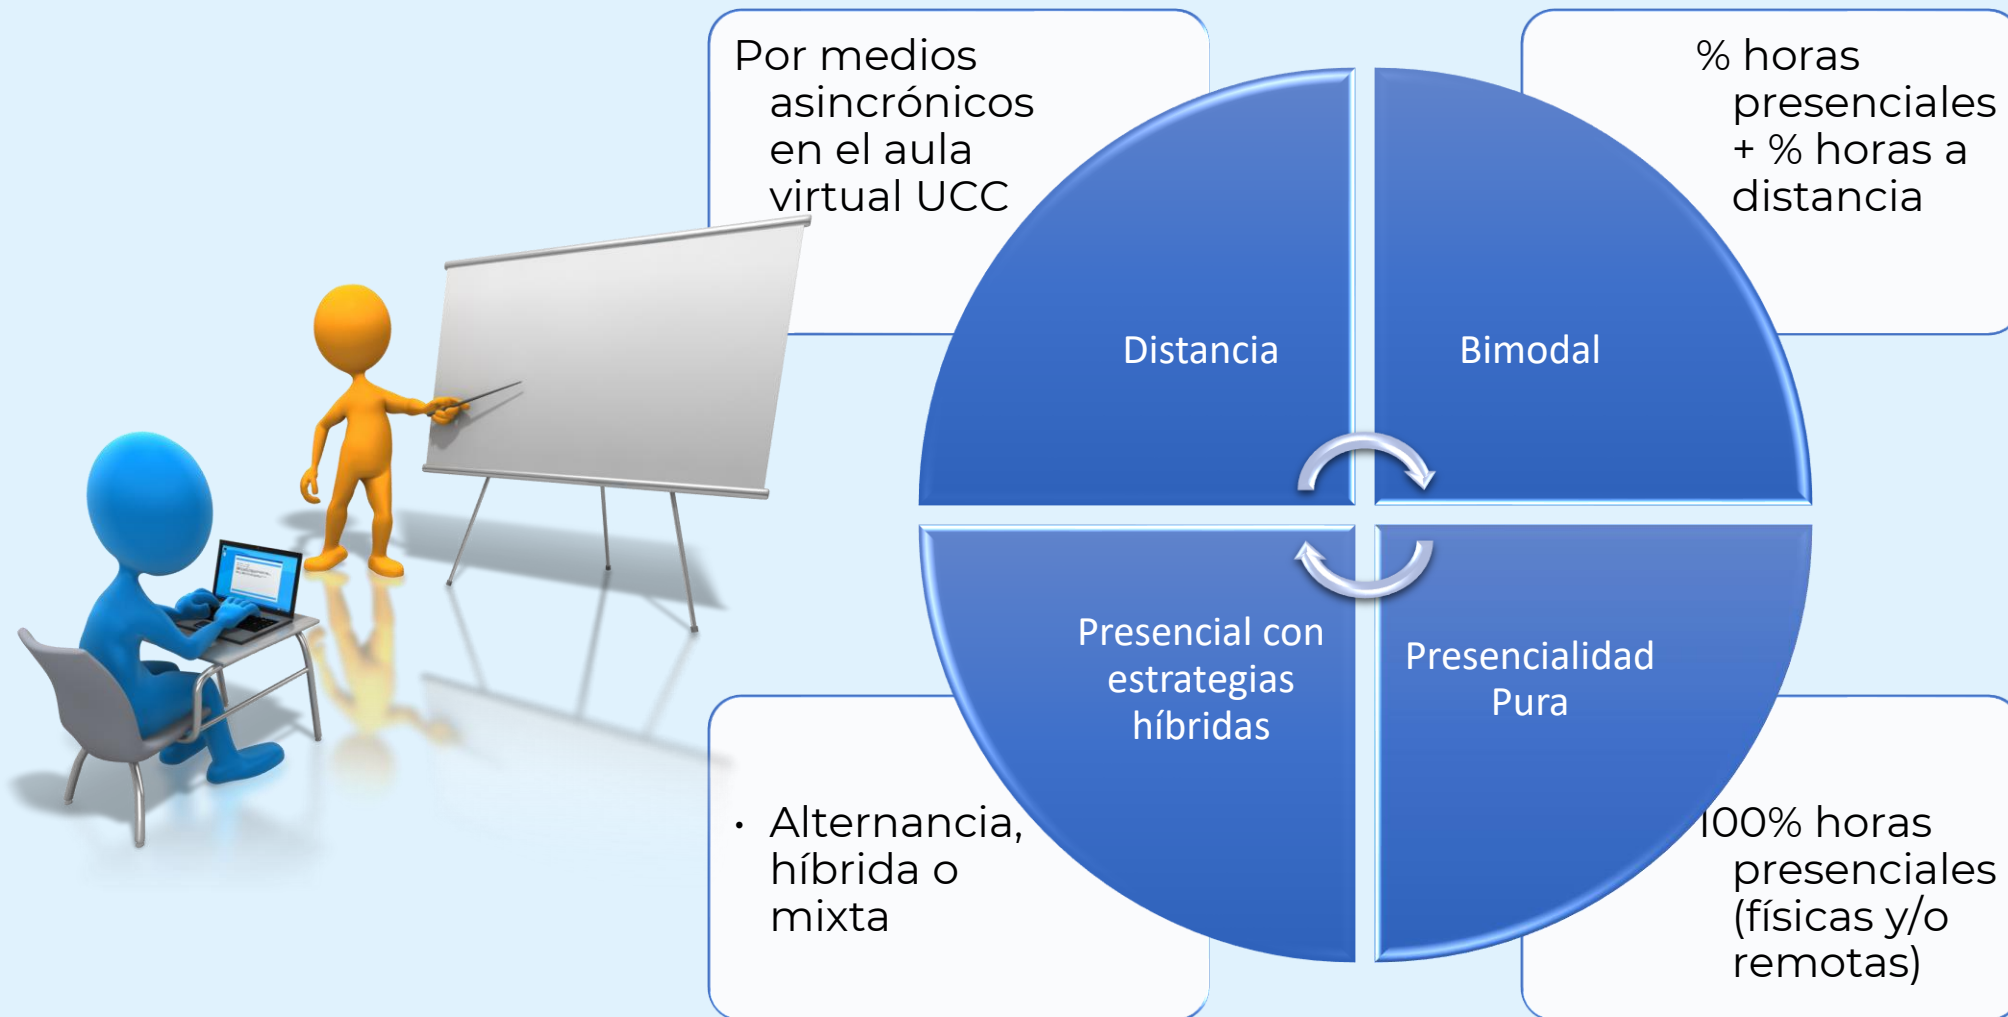 Por medios
asincrónicos
en el aula
virtual UCC
% horas
presenciales
+ % horas a
distancia
Distancia
Bimodal
Presencial con
estrategias
híbridas
Presencialidad
Pura
• Alternancia,
híbrida o
mixta
100% horas
presenciales
(físicas y/o
remotas)